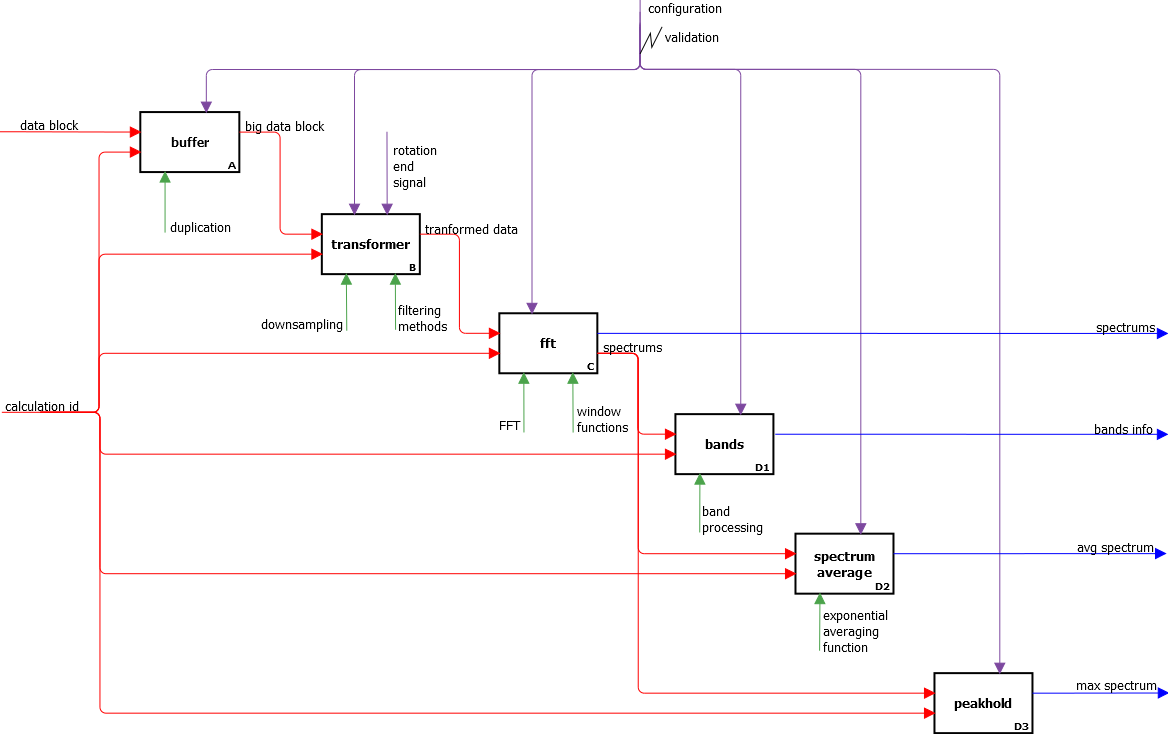 configuration
validation
data block
big data block
buffer
A
rotation
end
signal
duplication
tranformed data
transformer
B
filtering
methods
downsampling
spectrums
fft
spectrums
C
calculation id
window
functions
FFT
bands info
bands
D1
band
processing
avg spectrum
spectrum
average
D2
exponential
averaging
function
max spectrum
peakhold
D3